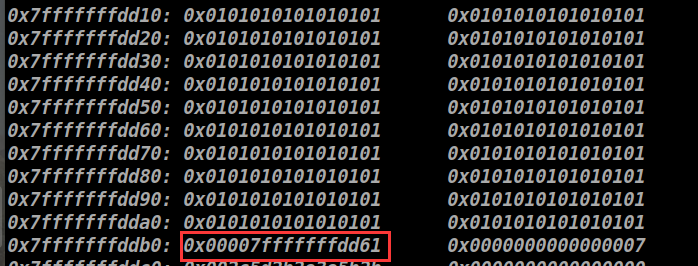 0x7fffffffdd10: 0x0101010101010101 0x0101010101010101
0x7fffffffdd20: 0x0101010101010101 0x0101010101010101
0x7fffffffdd30: 0x0101010101010101 0x0101010101010101
0x7fffffffdd40: 0x0101010101010101 0x0101010101010101
0x7fffffffdd50: 0x0101010101010101 0x0101010101010101
0x7fffffffdd60: 0x0101010101010101 0x0101010101010101
0x7fffffffdd70: 0x0101010101010101 0x0101010101010101
0x7fffffffdd80: 0x0101010101010101 0x0101010101010101
0x7fffffffdd90: 0x0101010101010101 0x0101010101010101
0x7fffffffdda0: 0x0101010101010101 0x0101010101010101
0x7fffffffddb0: 0x00007fffffffdd61 0x0000000000000007